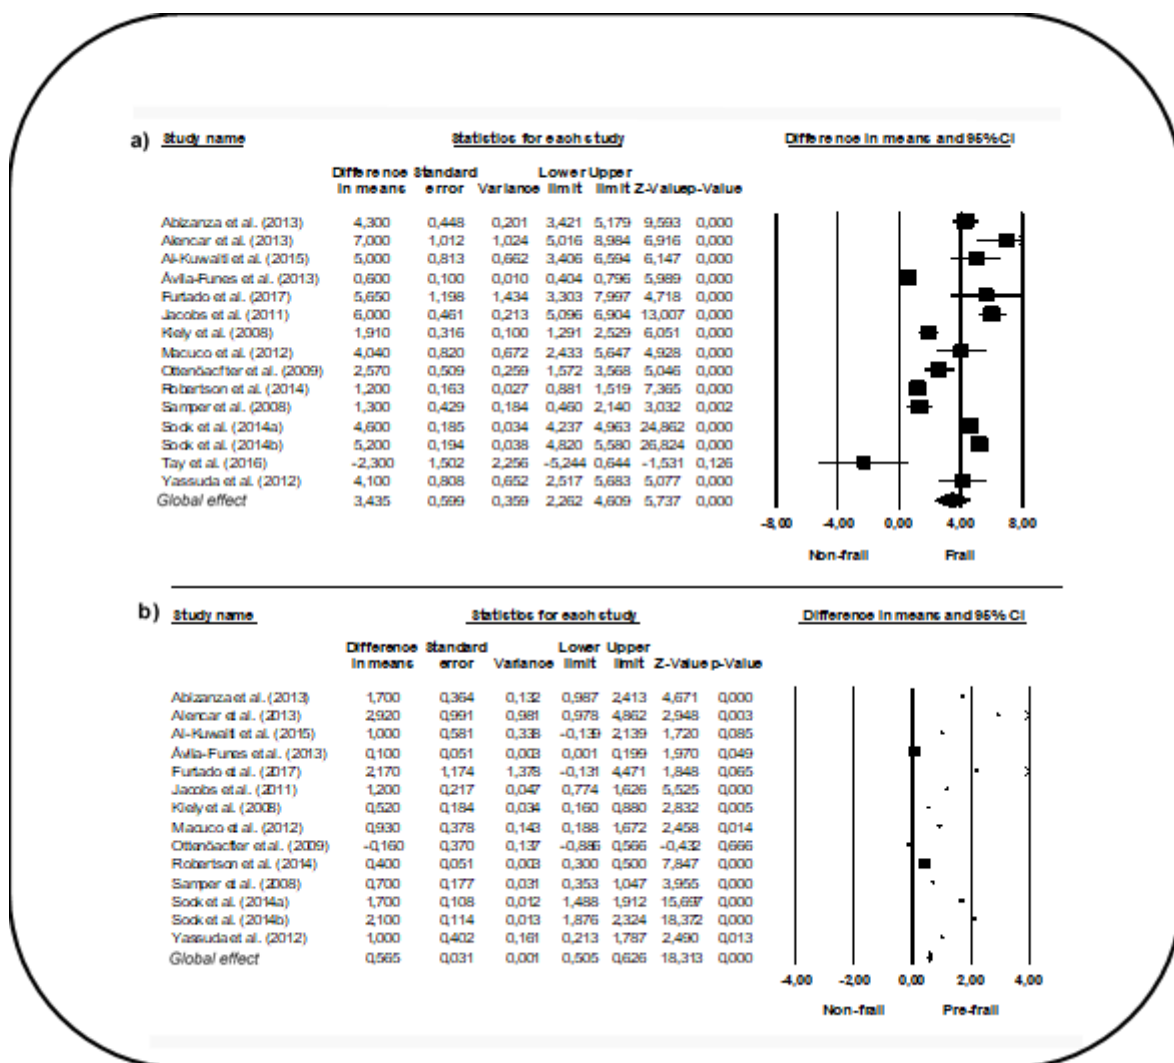 a) Study name Statistics for each study Difference in means and 95% CI
Difference Standard Lower Upper
in means error Variance limit limit Z-Value p-Value
Abizanza et al. (2013) 4,300 0,448 0,201 3,421 5,179 9,593 0,000
Alencar et al. (2013) 7,000 1,012 1,024 5,016 8,984 6,916 0,000
Al-Kuwaiti et al. (2015) 5,000 0,813 0,662 3,406 6,594 6,147 0,000
Ávila-Funes et al. (2013) 0,600 0,100 0,010 0,404 0,796 5,989 0,000
Furtado et al. (2017) 5,650 1,198 1,434 3,303 7,997 4,718 0,000
Jacobs et al. (2011) 6,000 0,461 0,213 5,096 6,904 13,007 0,000
Kiely et al. (2008) 1,910 0,316 0,100 1,291 2,529 6,051 0,000
Macuco et al. (2012) 4,040 0,820 0,672 2,433 5,647 4,928 0,000
Ottenöacfter et al. (2009) 2,570 0,509 0,259 1,572 3,568 5,046 0,000
Robertson et al. (2014) 1,200 0,163 0,027 0,881 1,519 7,365 0,000
Samper et al. (2008) 1,300 0,429 0,184 0,460 2,140 3,032 0,002
et al. (2014a) 4,600 0,185 0,034 4,237 4,963 24,862 0,000
et al. (2014b) 5,200 0,194 0,038 4,820 5,580 26,824 0,000
Tay et al. (2016) -2,300 1,502 2,256 -5,244 0,644 -1,531 0,126
Yassuda et al. (2012) 4,100 0,808 0,652 2,517 5,683 5,077 0,000
Global effect 3,435 0,599 0,359 2,262 4,609 5,737 0,000
-8,00 -4,00 0,00 4,00 8,00
Non-frail Frail
b) Study name Statistics for each study Difference in means and 95% CI
Difference Standard Lower Upper
in means error Variance limit limit Z-Value p-Value
Abizanza et al. (2013) 1,700 0,364 0,132 0,987 2,413 4,671 0,000
Alencar et al. (2013) 2,920 0,991 0,981 0,978 4,862 2,948 0,003
Al-Kuwaiti et al. (2015) 1,000 0,581 0,338 -0,139 2,139 1,720 0,085
Ávila-Funes et al. (2013) 0,100 0,051 0,003 0,001 0,199 1,970 0,049
Furtado et al. (2017) 2,170 1,174 1,378 -0,131 4,471 1,848 0,065
Jacobs et al. (2011) 1,200 0,217 0,047 0,774 1,626 5,525 0,000
Kiely et al. (2008) 0,520 0,184 0,034 0,160 0,880 2,832 0,005
Macuco et al. (2012) 0,930 0,378 0,143 0,188 1,672 2,458 0,014
Ottenöacfter et al. (2009) -0,160 0,370 0,137 -0,886 0,566 -0,432 0,666
Robertson et al. (2014) 0,400 0,051 0,003 0,300 0,500 7,847 0,000
Samper et al. (2008) 0,700 0,177 0,031 0,353 1,047 3,955 0,000
et al. (2014a) 1,700 0,108 0,012 1,488 1,912 15,697 0,000
et al. (2014b) 2,100 0,114 0,013 1,876 2,324 18,372 0,000
Yassuda et al. (2012) 1,000 0,402 0,161 0,213 1,787 2,490 0,013
Global effect 0,565 0,031 0,001 0,505 0,626 18,313 0,000
-4,00 -2,00 0,00 2,00 4,00
Non-frail Pre-frail